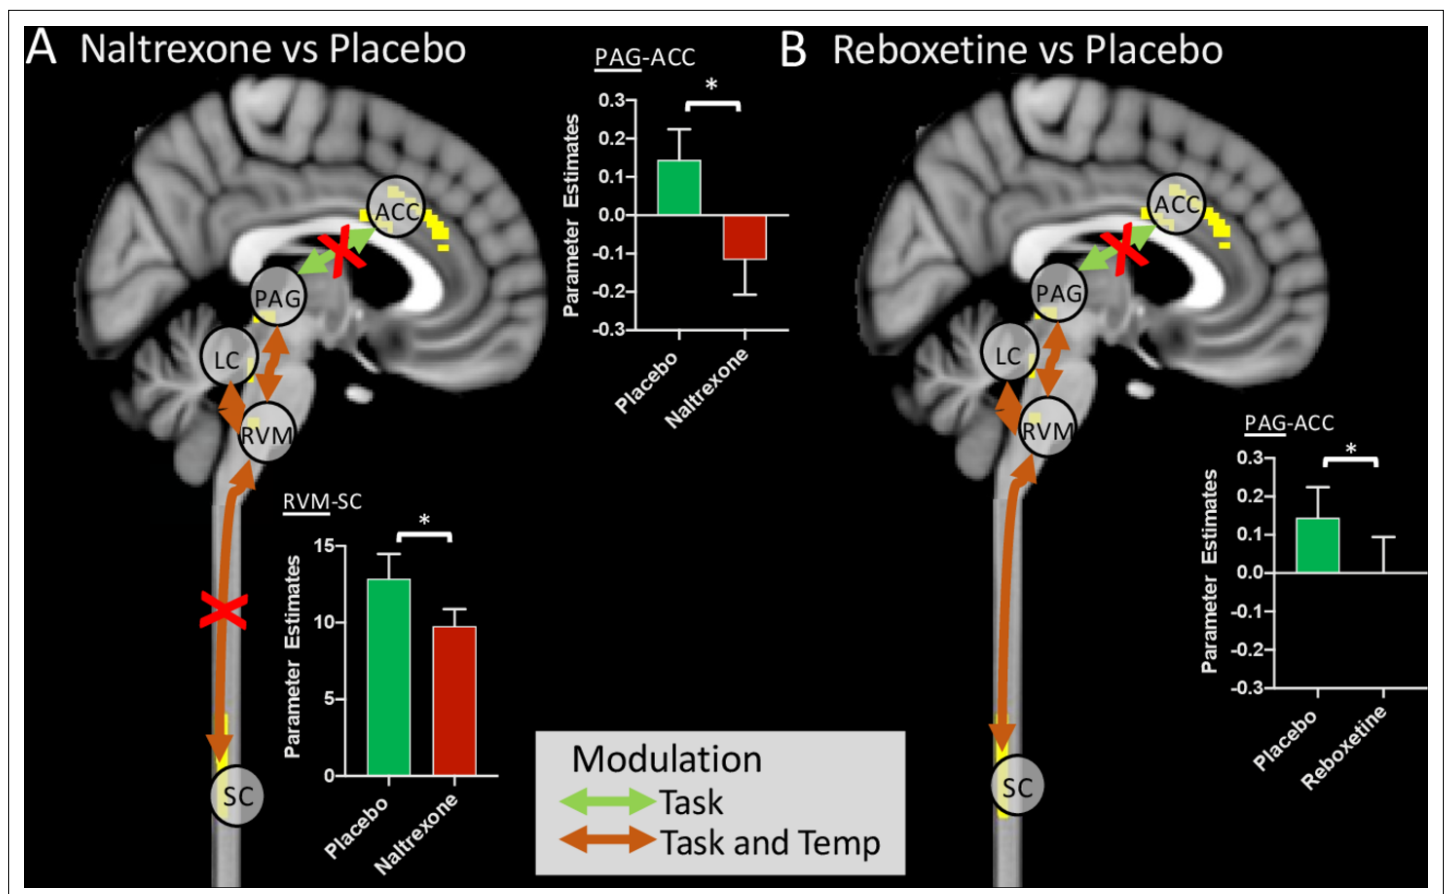 A Naltrexone vs Placebo
PAG-ACC
*
0.3
0.2
0.1
0.0
-0.1
-0.2
-0.3
Parameter Estimates
Placebo
Naltrexone
ACC
PAG
LC
RVM
SC
RVM-SC
*
15
10
5
0
Parameter Estimates
Placebo
Naltrexone
B Reboxetine vs Placebo
ACC
PAG
LC
RVM
SC
PAG-ACC
*
0.3
0.2
0.1
0.0
-0.1
-0.2
-0.3
Parameter Estimates
Placebo
Reboxetine
Modulation
Task
Task and Temp